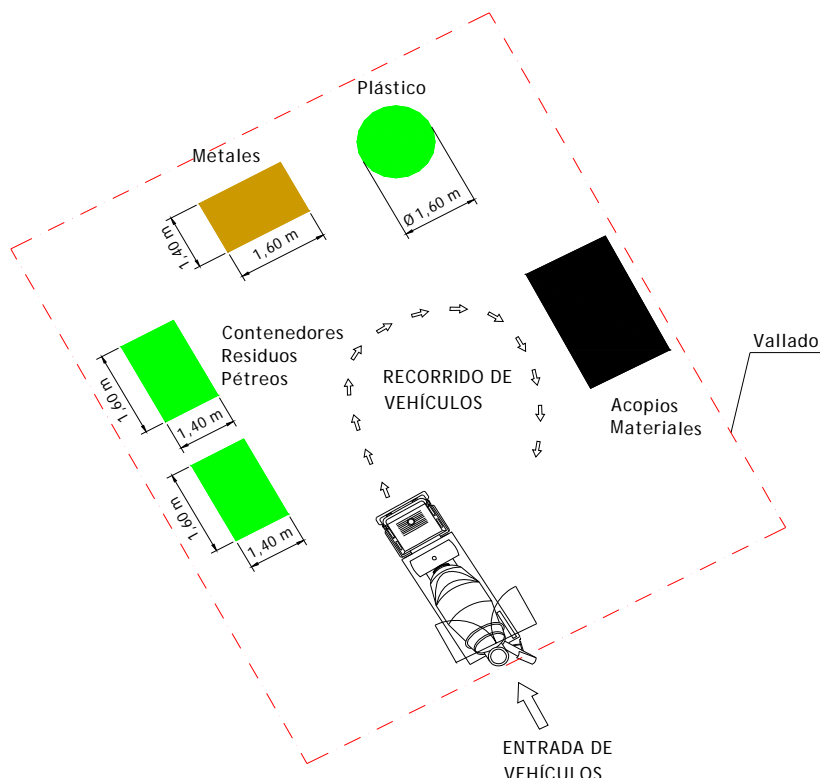 Plástico
Metales
Ø 1,60 m
1,40 m
1,60 m
Contenedores
Residuos
Pétreos
Vallado
RECORRIDO DE
VEHÍCULOS
1,60 m
1,40 m
Acopios
Materiales
1,60 m
1,40 m
ENTRADA DE
VEHÍCULOS